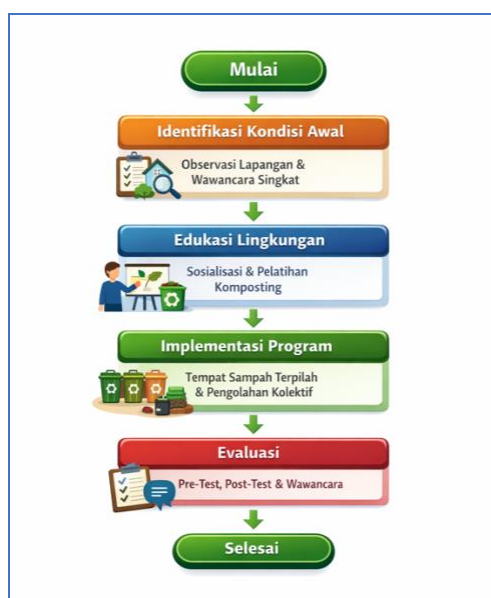 Mulai
Identifikasi Kondisi Awal
Observasi Lapangan &
Wawancara Singkat
Edukasi Lingkungan
Sosialisasi & Pelatihan
Komposting
Implementasi Program
Tempat Sampah Terpilah
& Pengolahan Kolektif
Evaluasi
Pre-Test, Post-Test & Wawancara
Selesai